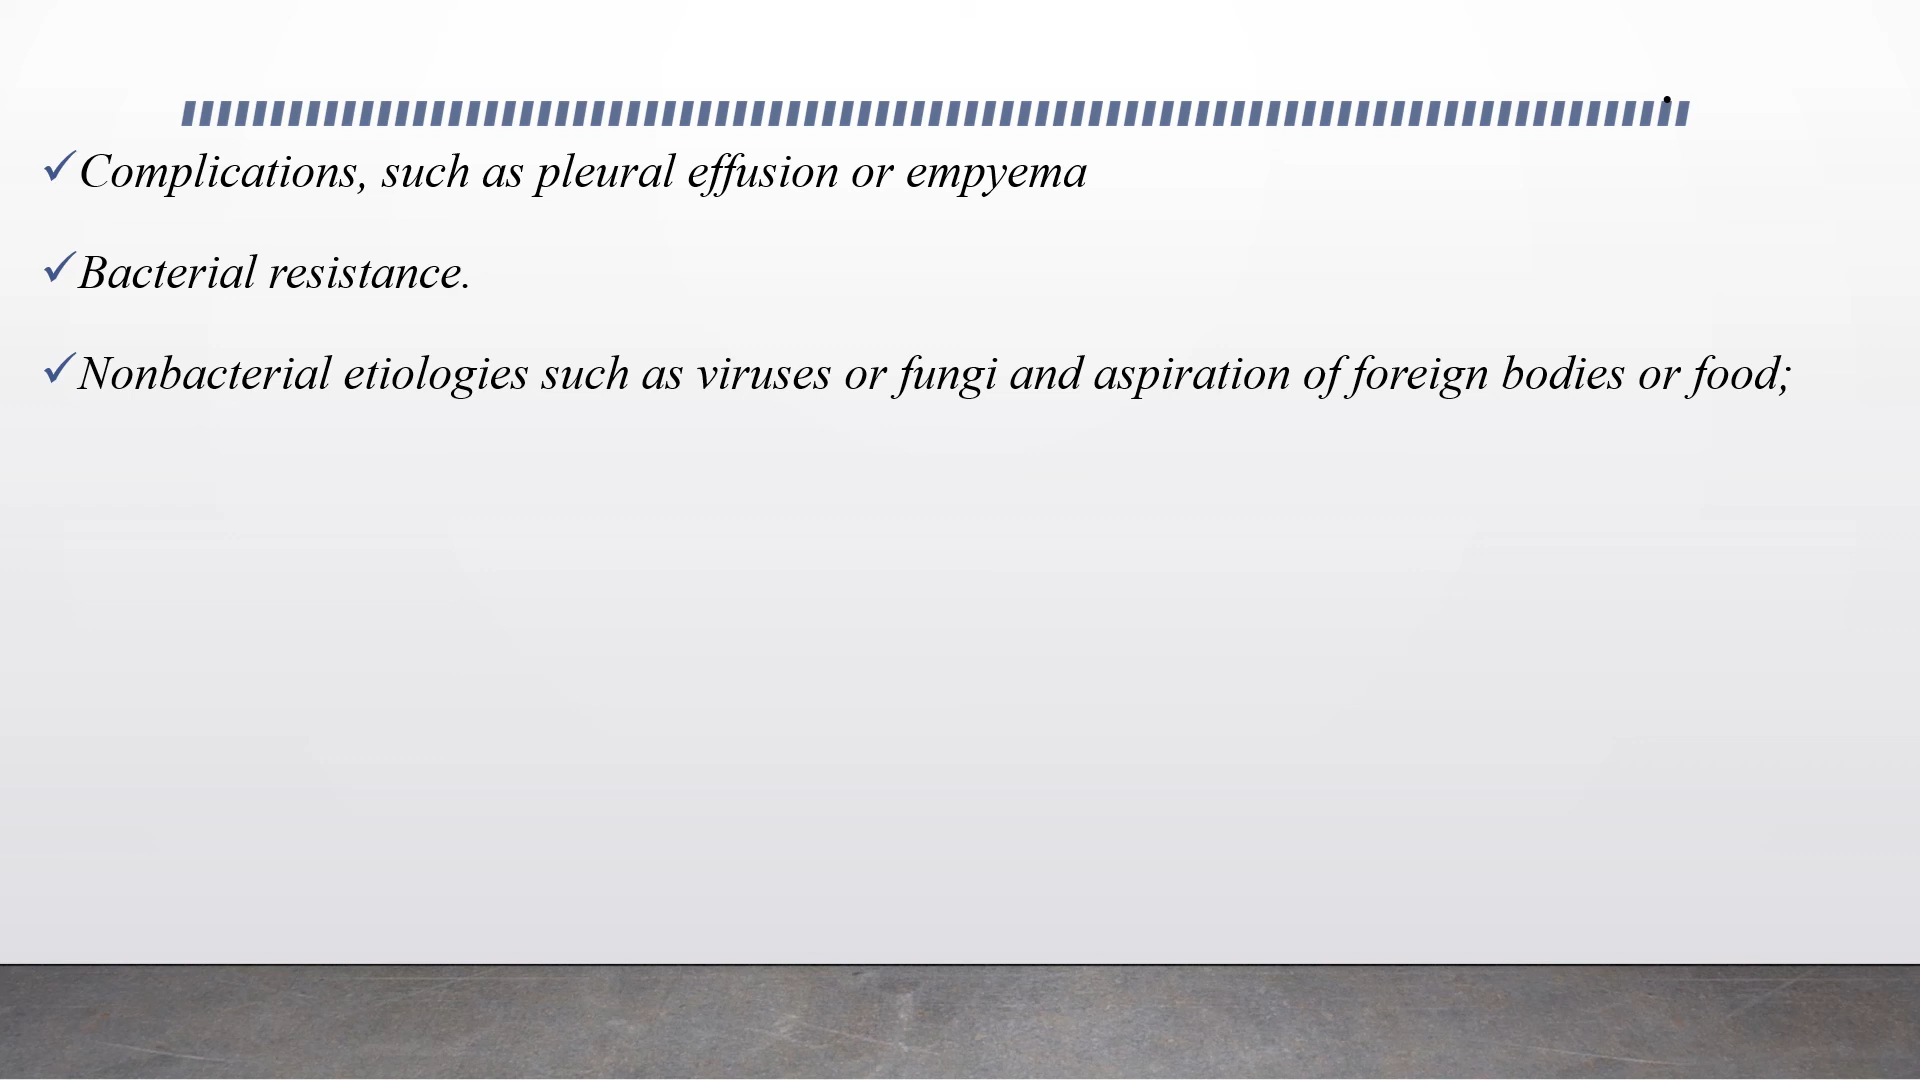 ✓Complications, such as pleural effusion or empyema
✓Bacterial resistance.
✓Nonbacterial etiologies such as viruses or fungi and aspiration of foreign bodies or food;